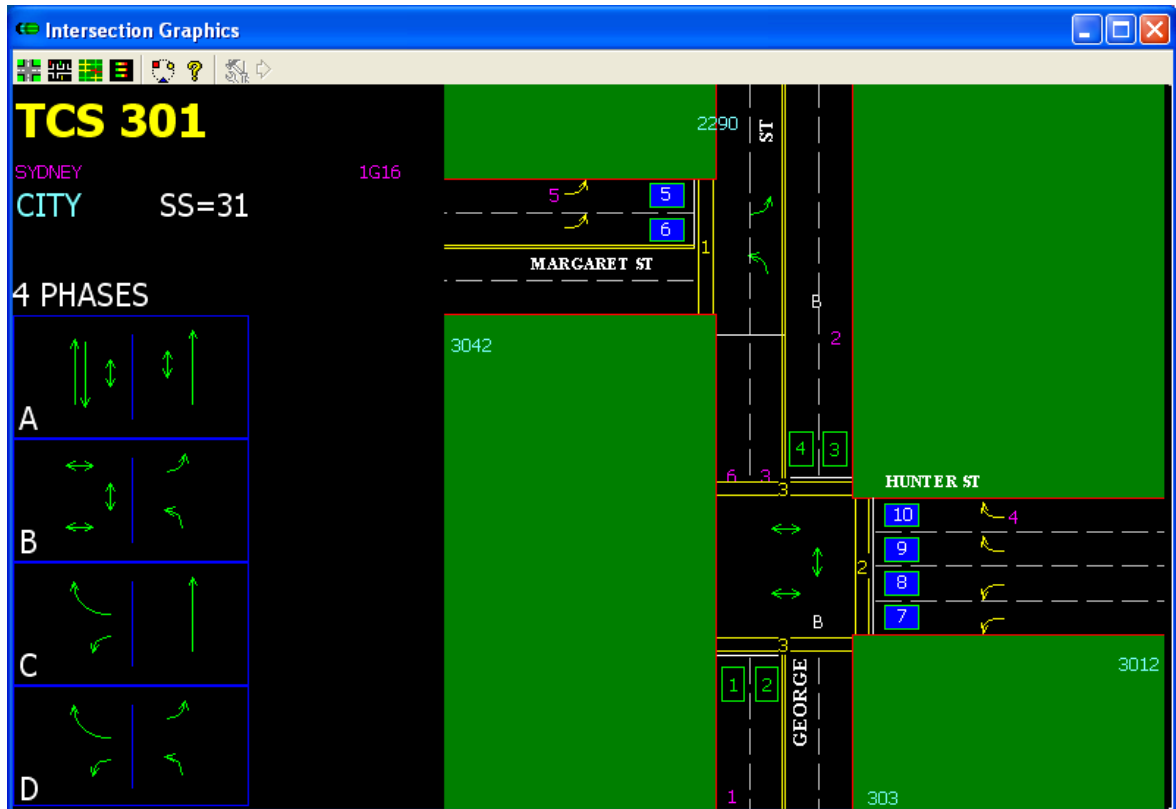 Intersection Graphics
TCS 301
SYDNEY 1G16
CITY SS=31
4 PHASES
A
B
C
D
2290
ST
5 5
6
1
MARGARET ST
B
3042
2
4 3
6 3
3
HUNTER ST
10 4
9
2
8
7
B
3
3012
1 2
GEORGE
1
303